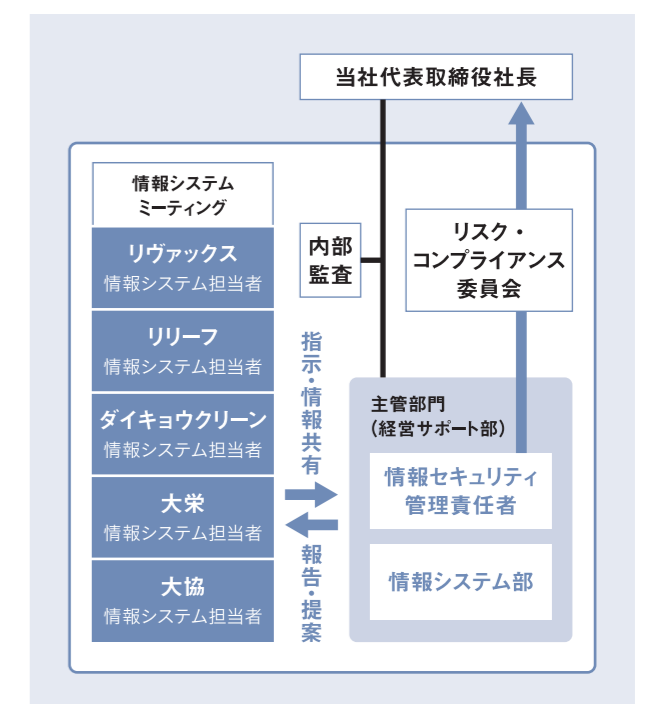 当社代表取締役社長
情報システム
ミーティング
リヴァックス
情報システム担当者
リリーフ
情報システム担当者
ダイキョウクリーン
情報システム担当者
大栄
情報システム担当者
大協
情報システム担当者
指示・情報共有
報告・提案
内部
監査
リスク・
コンプライアンス
委員会
主管部門
（経営サポート部）
情報セキュリティ
管理責任者
情報システム部